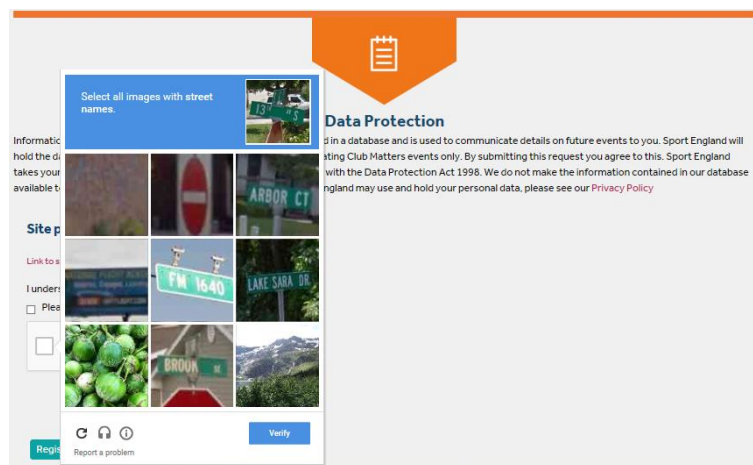 Select all images with street
names.
13TH S
Data Protection
Informatio
d in a database and is used to communicate details on future events to you. Sport England will
hold the da
ating Club Matters events only. By submitting this request you agree to this. Sport England
takes your
with the Data Protection Act 1998. We do not make the information contained in our database
available t
ngland may use and hold your personal data, please see our Privacy Policy
ARBOR CT
Site p
Link to s
FM 1640
LAKE SARA DR
I unders
Plea
BROOK
Verify
Report a problem
Regis